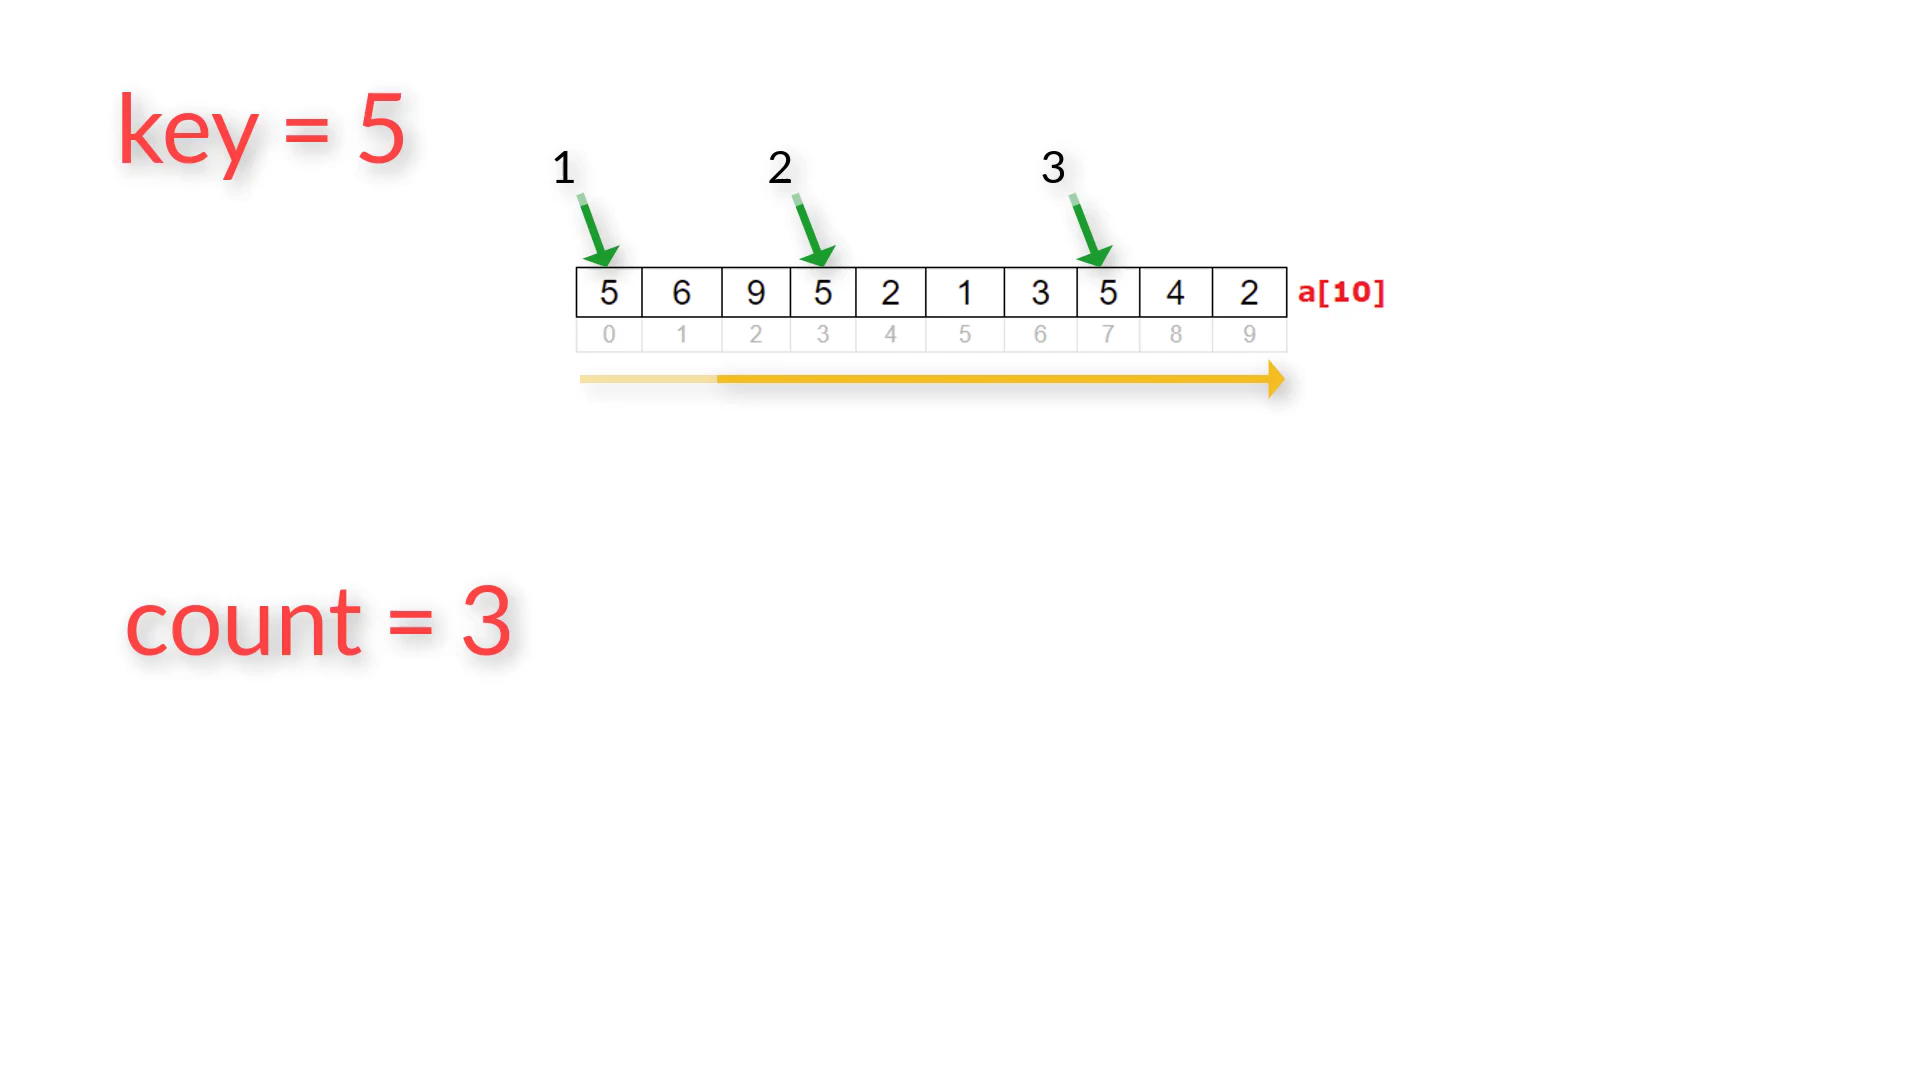 key = 5
1 2 3
5 6 9 5 2 1 3 5 4 2 a[10]
0 1 2 3 4 5 6 7 8 9
count = 3